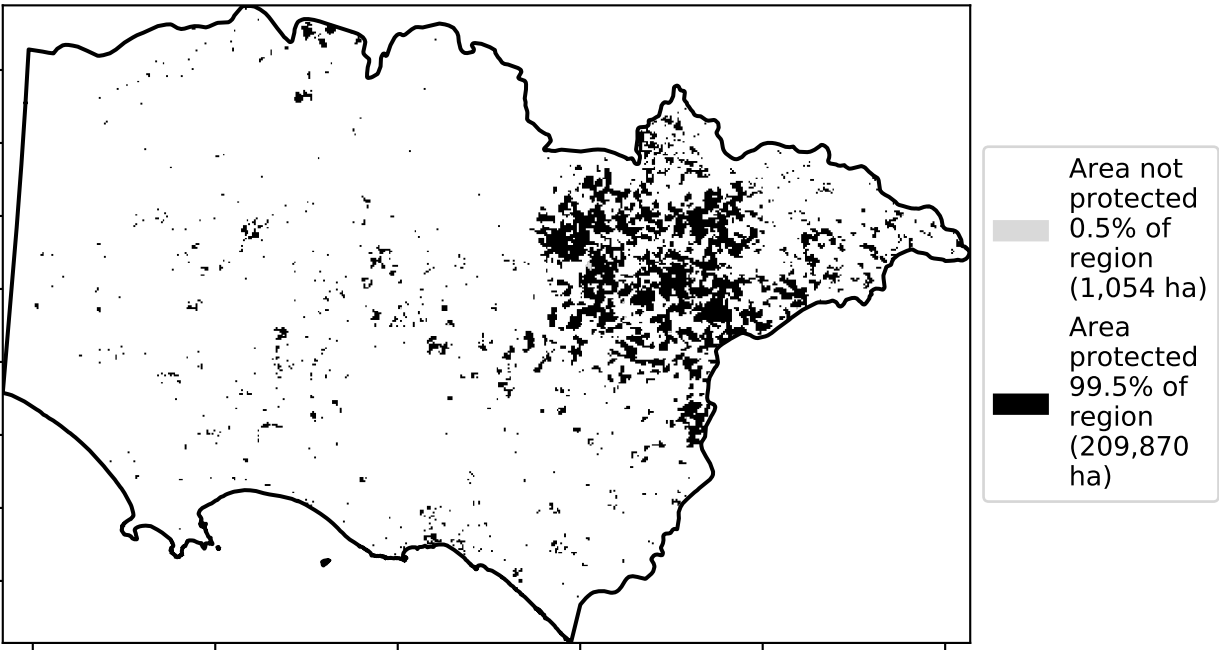 Area not
protected
0.5% of
region
(1,054 ha)
Area
protected
99.5% of
region
(209,870
ha)